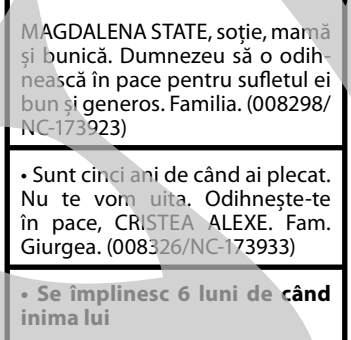 MAGDALENA STATE, soție, mamă
și bunică. Dumnezeu să o odih-
nească în pace pentru sufletul ei
bun și generos. Familia. (008298/
NC-173923)
• Sunt cinci ani de când ai plecat.
Nu te vom uita. Odihnește-te
în pace, CRISTEA ALEXE. Fam.
Giurgea. (008326/NC-173933)
• Se împlinesc 6 luni de când
inima lui